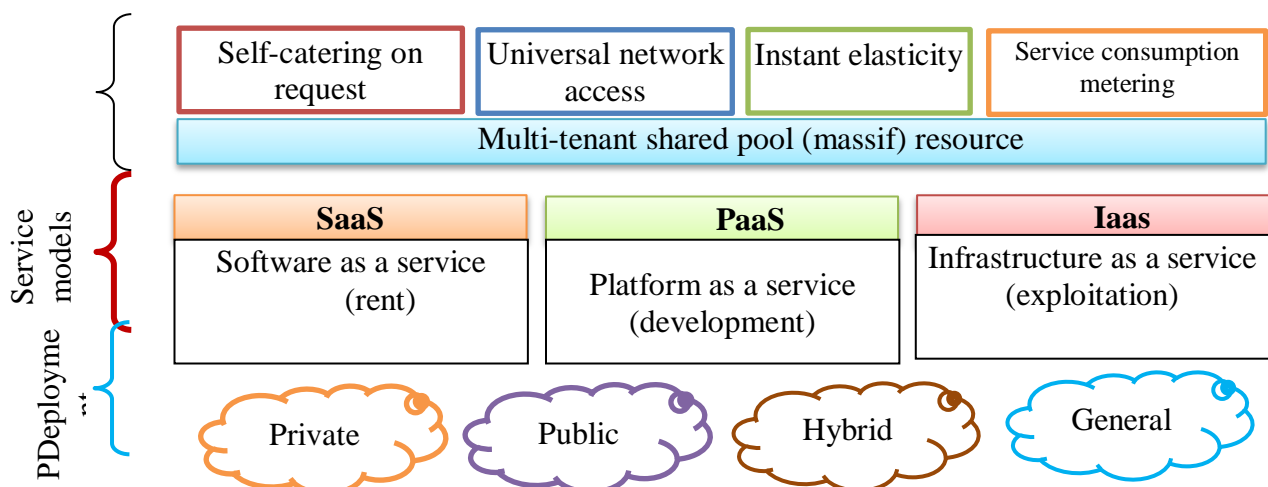 Self-catering on
request
Universal network
access
Instant elasticity
Service consumption
metering
Multi-tenant shared pool (massif) resource
Service
models
SaaS
Software as a service
(rent)
PaaS
Platform as a service
(development)
Iaas
Infrastructure as a service
(exploitation)
PDeployme
Private
Public
Hybrid
General